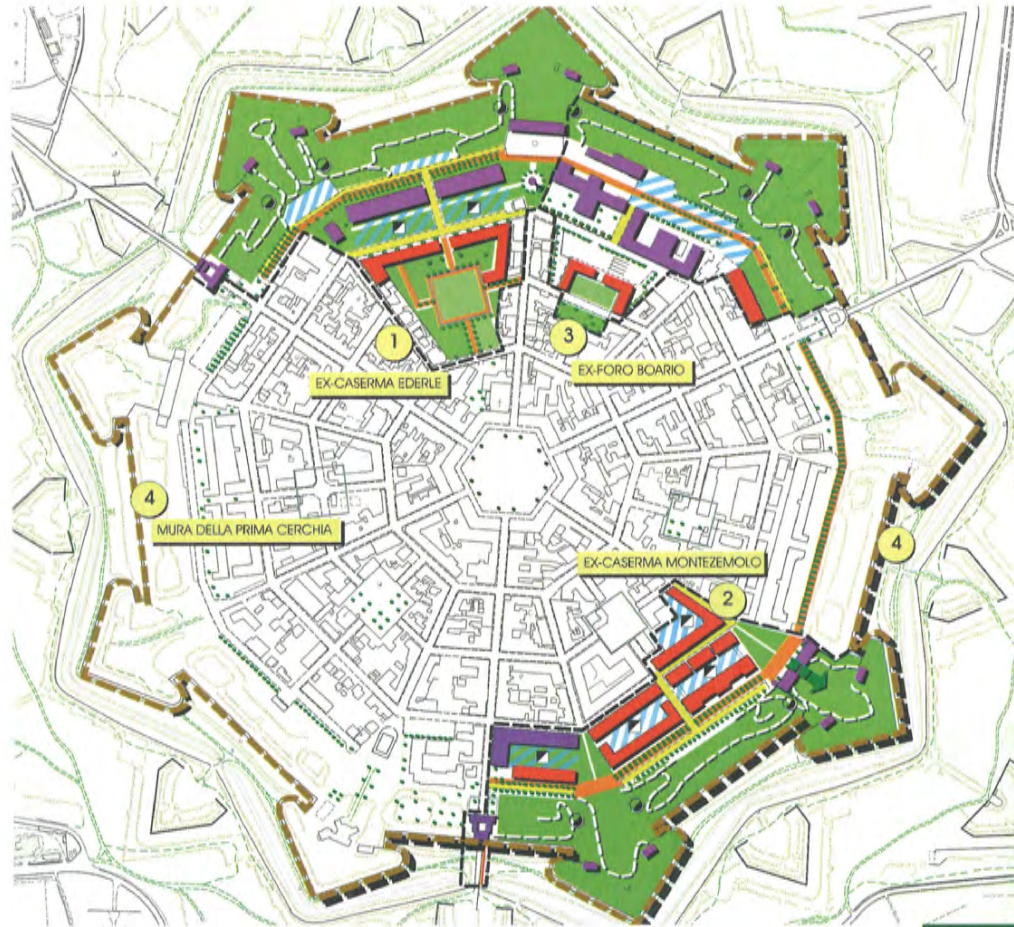 1
EX-CASERMA EDERLE
3
EX-FORO BOARIO
4
MURA DELLA PRIMA CERCHIA
EX-CASERMA MONTEZEMOLO
2
4